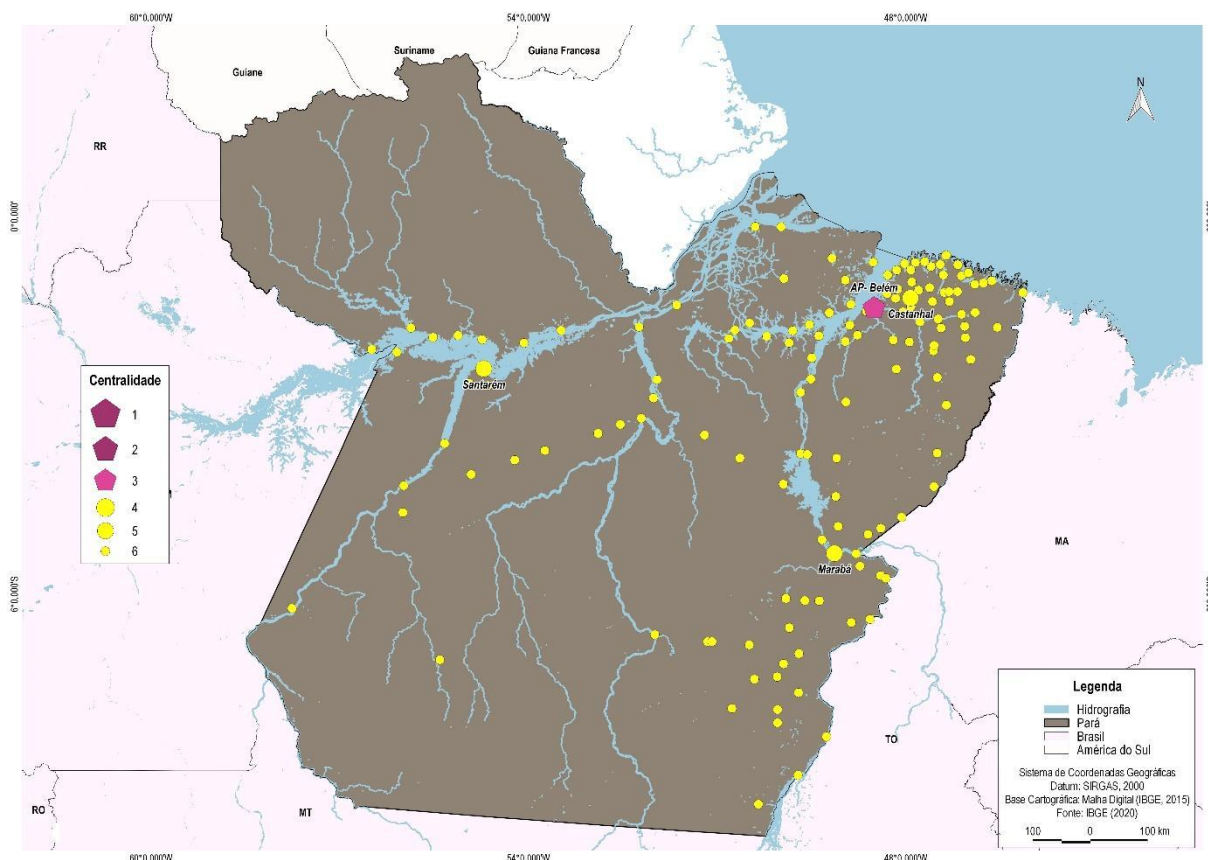 60°0.000'W
54°0.000'W
48°0.000'W
Suriname
Guiana Francesa
Guiane
N
RR
0°0.000'
AP- Belém
Castanhal
Santarém
Centralidade
1
2
3
4
5
6
Marabá
MA
6°0.000'S
Legenda
Hidrografia
Pará
Brasil
América do Sul
TO
Sistema de Coordenadas Geográficas
Datum: SIRGAS, 2000
Base Cartográfica: Malha Digital (IBGE, 2015)
Fonte: IBGE (2020)
100 0 100 km
RO
MT
60°0.000'W
54°0.000'W
48°0.000'W